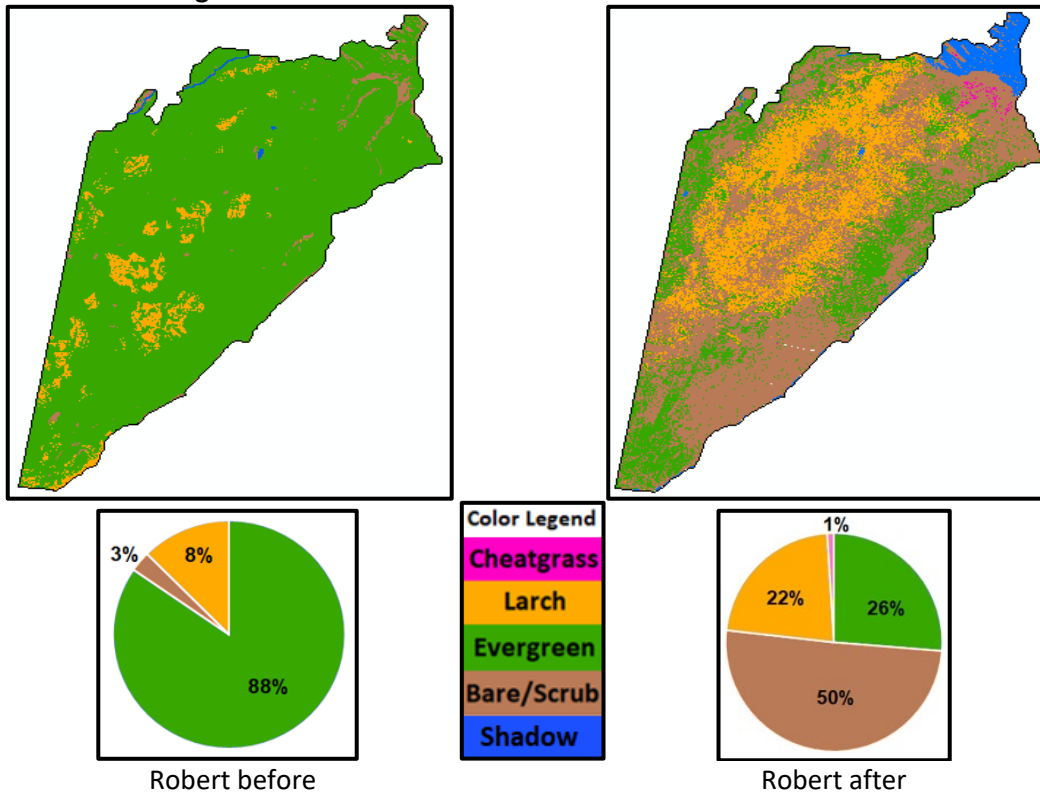 3%
8%
88%
Color Legend
Cheatgrass
Larch
Evergreen
Bare/Scrub
Shadow
1%
22%
26%
50%
Robert before
Robert after